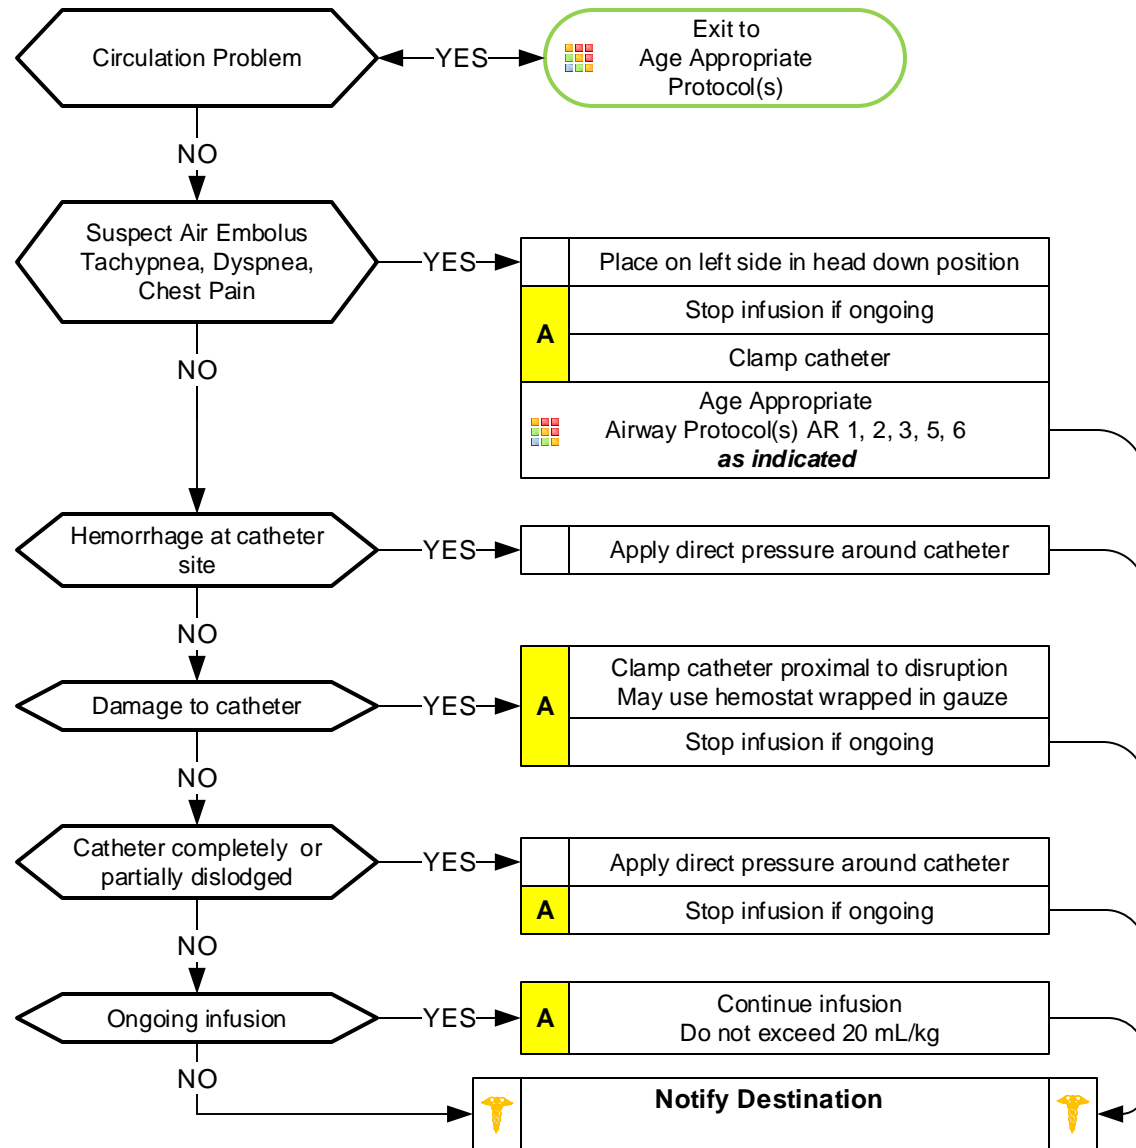 Circulation Problem
YES
Exit to
Age Appropriate
Protocol(s)
NO
Suspect Air Embolus
Tachypnea, Dyspnea,
Chest Pain
YES
Place on left side in head down position
A
Stop infusion if ongoing
Clamp catheter
Age Appropriate
Airway Protocol(s) AR 1, 2, 3, 5, 6
as indicated
NO
Hemorrhage at catheter
site
YES
Apply direct pressure around catheter
NO
Damage to catheter
YES
A
Clamp catheter proximal to disruption
May use hemostat wrapped in gauze
Stop infusion if ongoing
NO
Catheter completely or
partially dislodged
YES
Apply direct pressure around catheter
A
Stop infusion if ongoing
NO
Ongoing infusion
YES
A
Continue infusion
Do not exceed 20 mL/kg
NO
Notify Destination